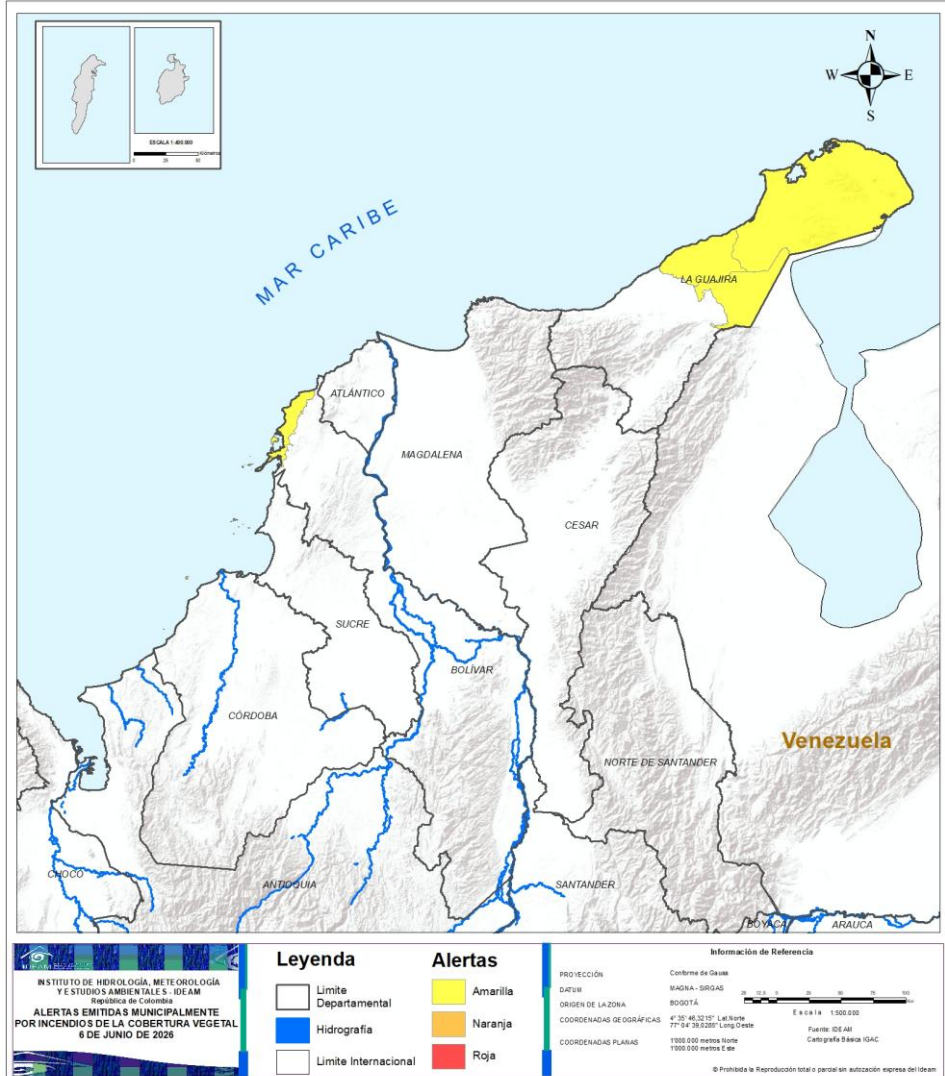 ESCALA 1:400.000
Kilómetros
N
W
E
S
MAR CARIBE
LA GUAJIRA
ATLÁNTICO
MAGDALENA
CESAR
SUCRE
BOLÍVAR
CÓRDOBA
Venezuela
NORTE DE SANTANDER
CHOCÓ
ANTIOQUIA
SANTANDER
BOYACÁ
ARAUCA
IDEAM
INSTITUTO DE HIDROLOGÍA, METEOROLOGÍA
Y ESTUDIOS AMBIENTALES - IDEAM
República de Colombia
ALERTAS EMITIDAS MUNICIPALMENTE
POR INCENDIOS DE LA COBERTURA VEGETAL
6 DE JUNIO DE 2026
Leyenda
Limite
Departamental
Hidrografía
Limite Internacional
Alertas
Amarilla
Naranja
Roja
Información de Referencia
PROYECCIÓN Conforme de Gauss
DATUM MAGNA - SIRGAS
ORIGEN DE LA ZONA BOGOTÁ
COORDENADAS GEOGRÁFICAS 4° 35' 46,3215" Lat.Norte
77° 04' 39,0285" Long.Oeste
COORDENADAS PLANAS 1'000.000 metros Norte
1'000.000 metros Este
Escala 1:500.000
Fuente: IDEAM
Cartografía Básica IGAC
© Prohibida la Reproducción total o parcial sin autozación expresa del Ideam